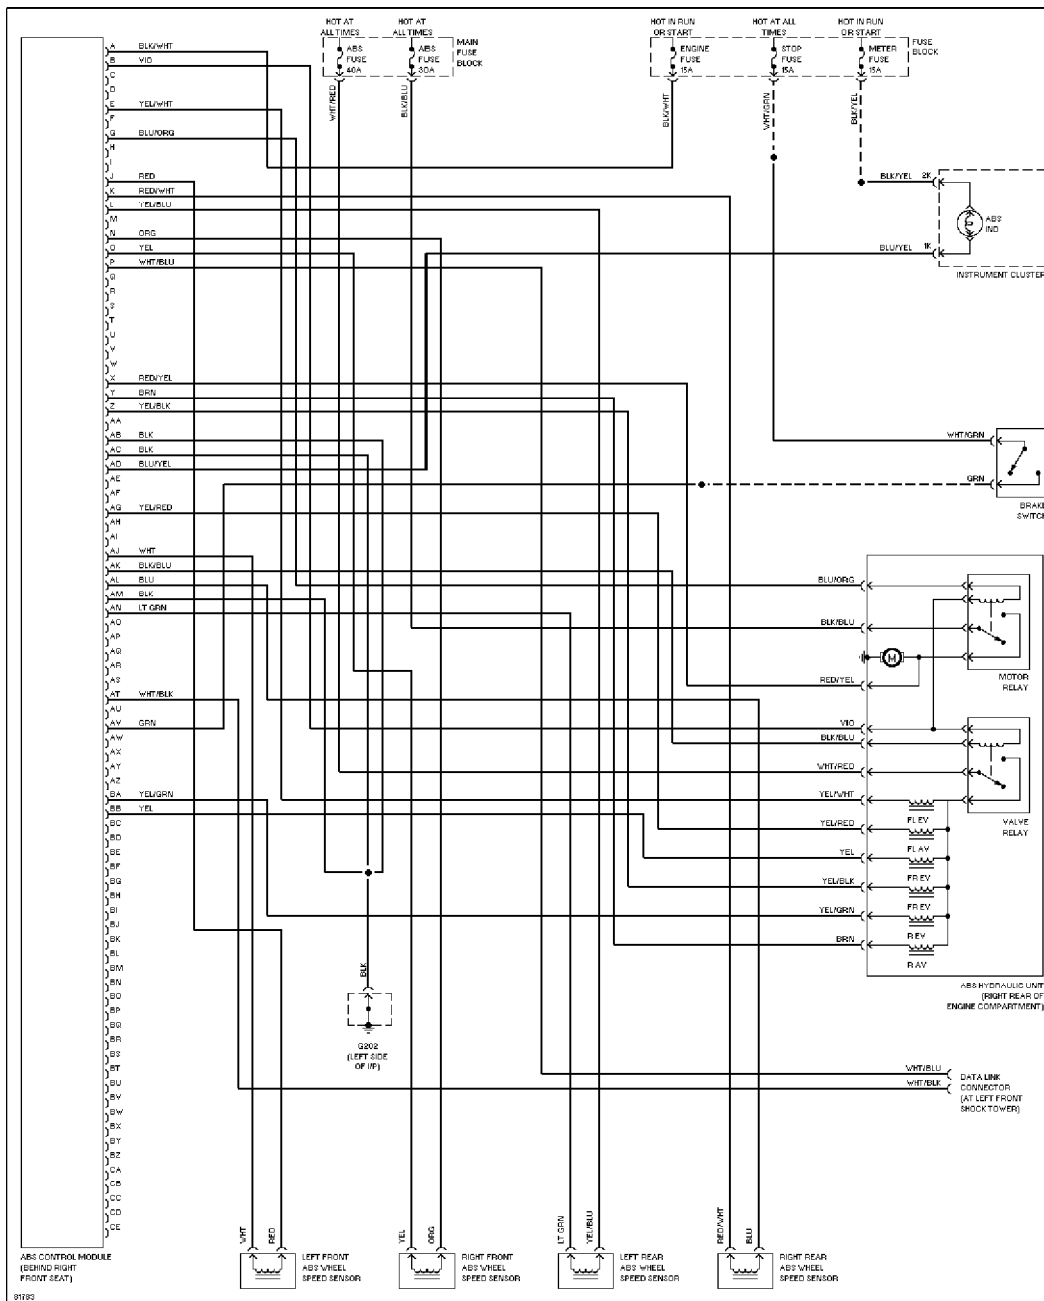 HOT AT
ALL TIMES
HOT AT
ALL TIMES
HOT IN RUN
OR START
HOT AT ALL
TIMES
HOT IN RUN
OR START
ABS
FUSE
40A
ABS
FUSE
30A
MAIN
FUSE
BLOCK
ENGINE
FUSE
15A
STOP
FUSE
15A
METER
FUSE
15A
FUSE
BLOCK
WHT/RED
BLK/BLU
BLK/WHT
WHT/GRN
BLK/YEL
A BLK/WHT
B VIO
C
D
E YEL/WHT
F
G BLU/ORG
H
I
J RED
K RED/WHT
L YEL/BLU
M
N ORG
O YEL
P WHT/BLU
Q
R
S
T
U
V
W
X RED/YEL
Y BRN
Z YEL/BLK
AA
AB BLK
AC BLK
AD BLU/YEL
AE
AF
AG YEL/RED
AH
AI
AJ WHT
AK BLK/BLU
AL BLU
AM BLK
AN LT GRN
AO
AP
AQ
AR
AS
AT WHT/BLK
AU
AV GRN
AW
AX
AY
AZ
BA YEL/GRN
BB YEL
BC
BD
BE
BF
BG
BH
BI
BJ
BK
BL
BM
BN
BO
BP
BQ
BR
BS
BT
BU
BV
BW
BX
BY
BZ
CA
CB
CC
CD
CE
BLK/YEL 2K
BLU/YEL 1K
ABS
IND
INSTRUMENT CLUSTER
WHT/GRN
GRN
BRAKE
SWITCH
BLU/ORG
BLK/BLU
M
RED/YEL
MOTOR
RELAY
VIO
BLK/BLU
WHT/RED
YEL/WHT
YEL/RED
YEL
YEL/BLK
YEL/GRN
BRN
VALVE
RELAY
FL EV
FL AV
FR EV
FR EV
R EV
R AV
ABS HYDRAULIC UNIT
(RIGHT REAR OF
ENGINE COMPARTMENT)
BLK
G202
(LEFT SIDE
OF I/P)
WHT/BLU
WHT/BLK
DATA LINK
CONNECTOR
(AT LEFT FRONT
SHOCK TOWER)
WHT
RED
YEL
ORG
LT GRN
YEL/BLU
RED/WHT
BLU
ABS CONTROL MODULE
(BEHIND RIGHT
FRONT SEAT)
LEFT FRONT
ABS WHEEL
SPEED SENSOR
RIGHT FRONT
ABS WHEEL
SPEED SENSOR
LEFT REAR
ABS WHEEL
SPEED SENSOR
RIGHT REAR
ABS WHEEL
SPEED SENSOR
81783